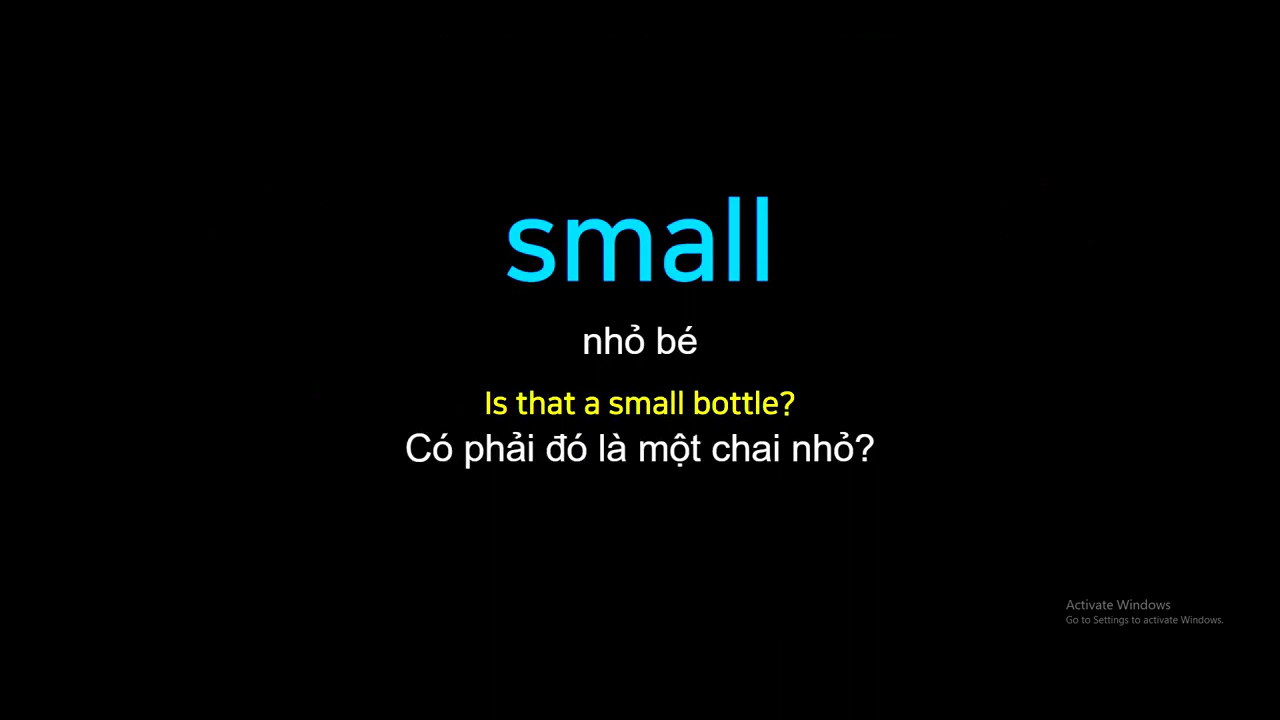 small
nhỏ bé
Is that a small bottle?
Có phải đó là một chai nhỏ?
Activate Windows
Go to Settings to activate Windows.